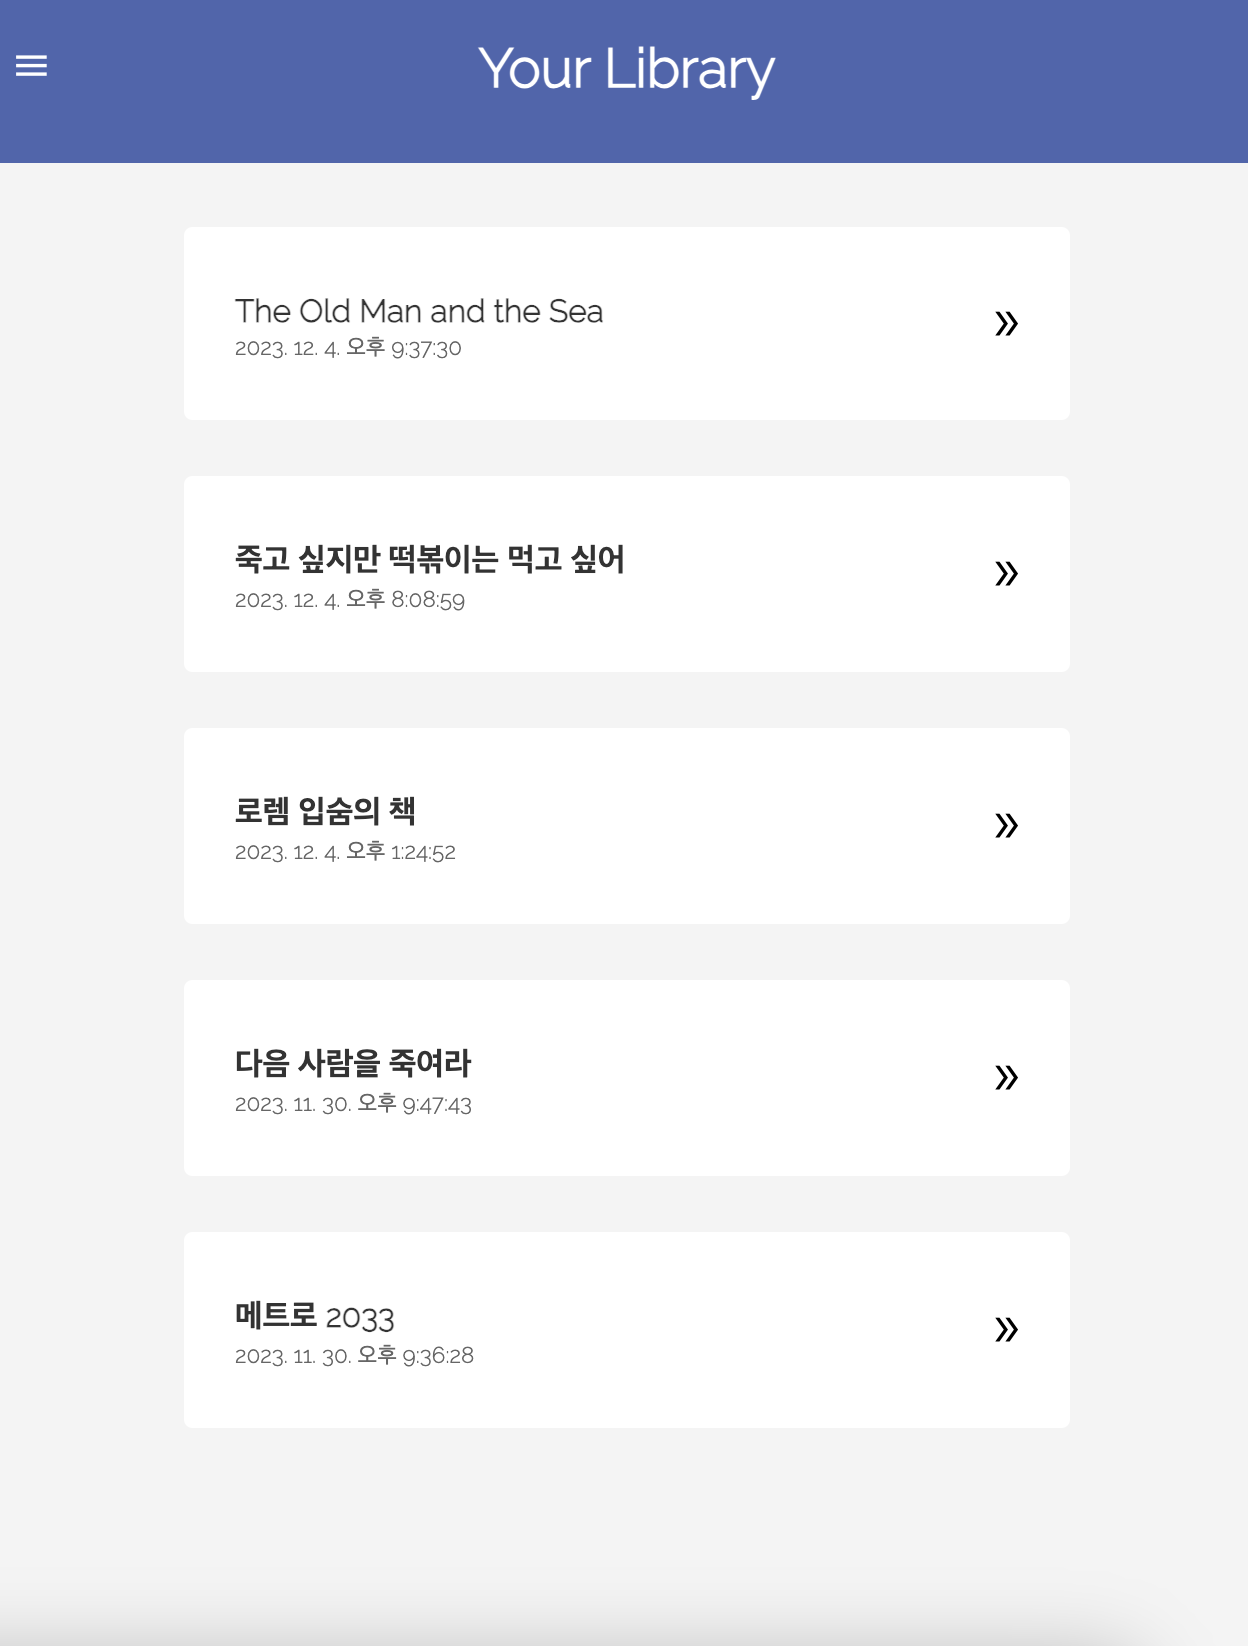 Your Library
The Old Man and the Sea
2023. 12. 4. 오후 9:37:30
죽고 싶지만 떡볶이는 먹고 싶어
2023. 12. 4. 오후 8:08:59
로렘 입숨의 책
2023. 12. 4. 오후 1:24:52
다음 사람을 죽여라
2023. 11. 30. 오후 9:47:43
메트로 2033
2023. 11. 30. 오후 9:36:28